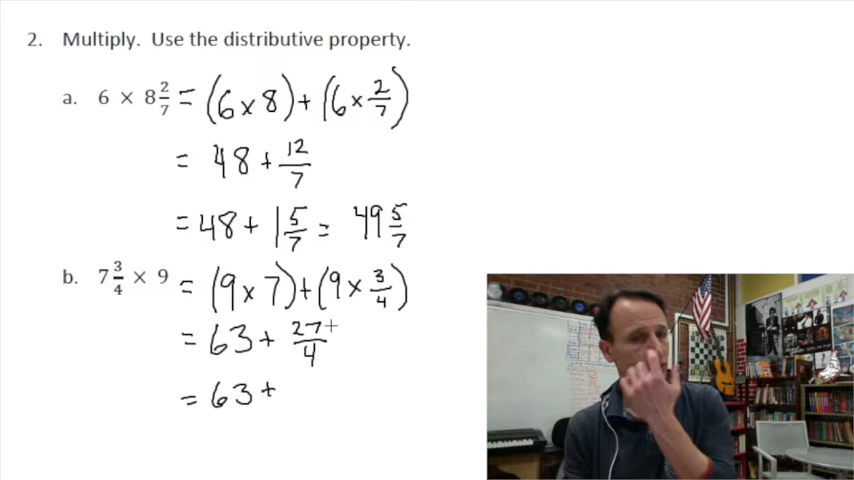 2. Multiply. Use the distributive property.
a. 6 × 8 2/7 = (6 × 8) + (6 × 2/7)
= 48 + 12/7
= 48 + 1 5/7 = 49 5/7
b. 7 3/4 × 9 = (9 × 7) + (9 × 3/4)
= 63 + 27/4
= 63 +